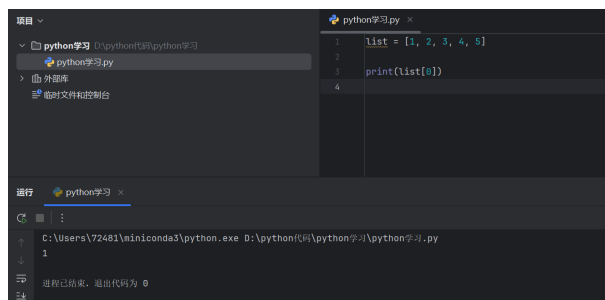 项目
python学习 D:\python代码\python学习
python学习.py
外部库
临时文件和控制台
python学习.py ×
1 list = [1, 2, 3, 4, 5]
2
3 print(list[0])
4
运行 python学习 ×
C:\Users\72481\miniconda3\python.exe D:\python代码\python学习\python学习.py
1
进程已结束，退出代码为 0